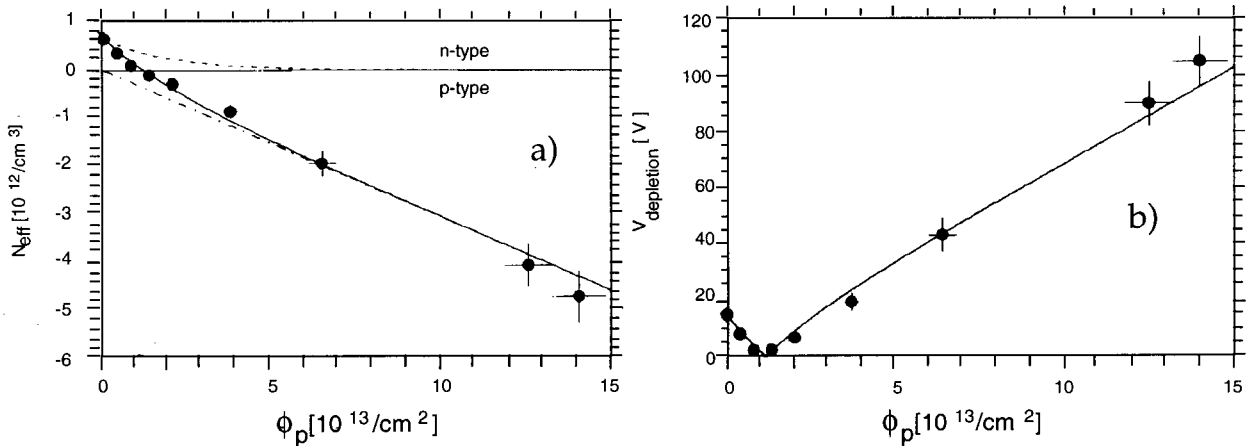 1
0
-1
-2
-3
-4
-5
-6
N_eff [10^12/cm^3]
n-type
p-type
a)
0
5
10
15
ϕ_p[10^13/cm^2]
120
100
80
60
40
20
0
V_depletion [V]
b)
0
5
10
15
ϕ_p[10^13/cm^2]